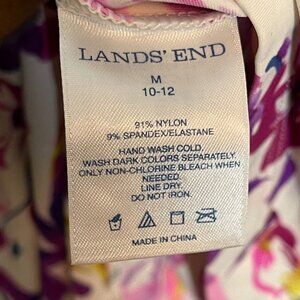 LANDS' END
M
10-12
91% NYLON
9% SPANDEX/ELASTANE
HAND WASH COLD.
WASH DARK COLORS SEPARATELY.
ONLY NON-CHLORINE BLEACH WHEN
NEEDED.
LINE DRY.
DO NOT IRON.
MADE IN CHINA